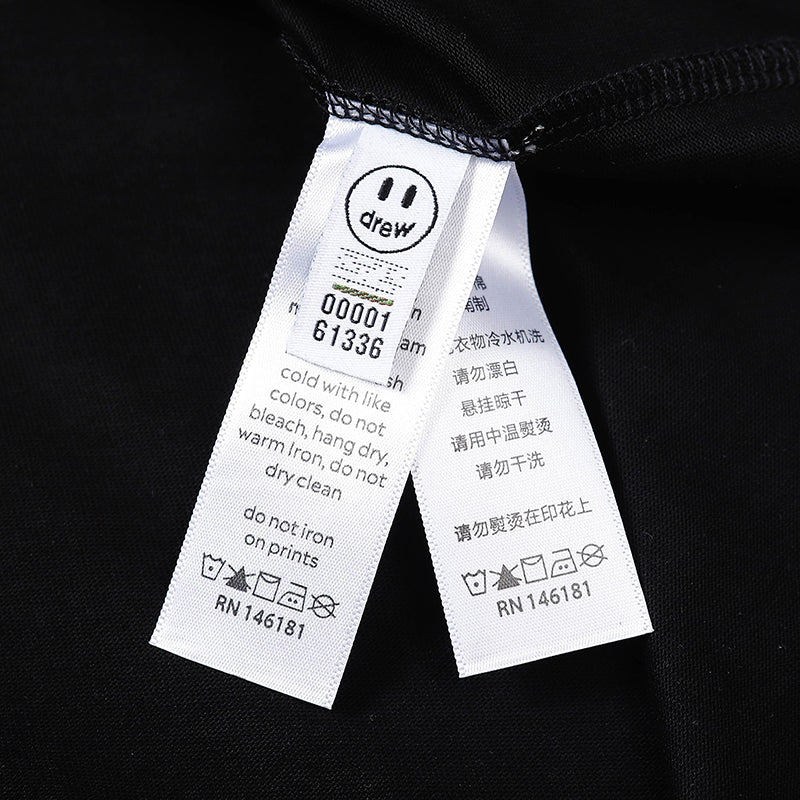 drew
00001
61336
cold with like
colors, do not
bleach, hang dry,
warm Iron, do not
dry clean
do not iron
on prints
RN 146181
棉
南制
衣物冷水机洗
请勿漂白
悬挂晾干
请用中温熨烫
请勿干洗
请勿熨烫在印花上
RN 146181